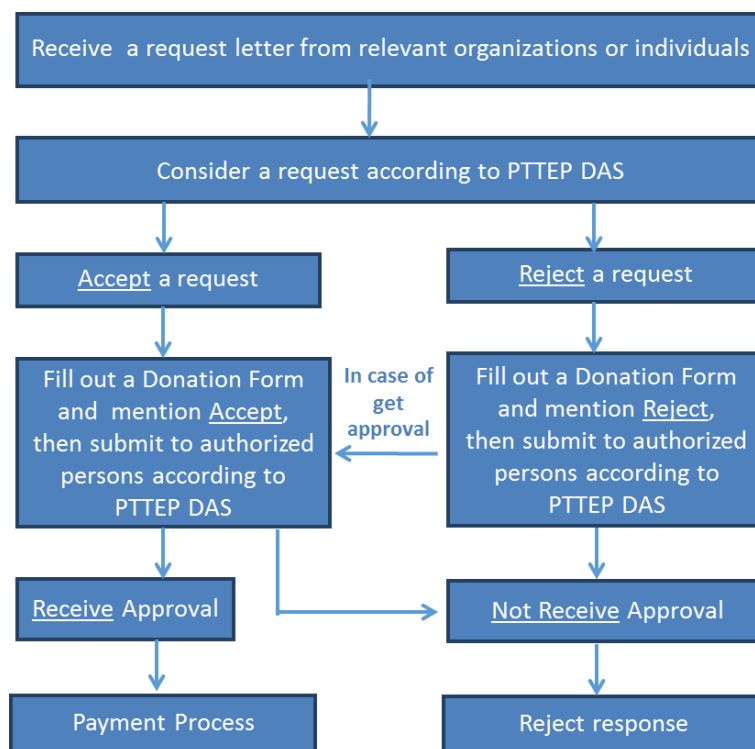 Receive a request letter from relevant organizations or individuals
Consider a request according to PTTEP DAS
Accept a request
Reject a request
Fill out a Donation Form
and mention Accept,
then submit to authorized
persons according to
PTTEP DAS
In case of
get
approval
Fill out a Donation Form
and mention Reject,
then submit to authorized
persons according to
PTTEP DAS
Receive Approval
Not Receive Approval
Payment Process
Reject response